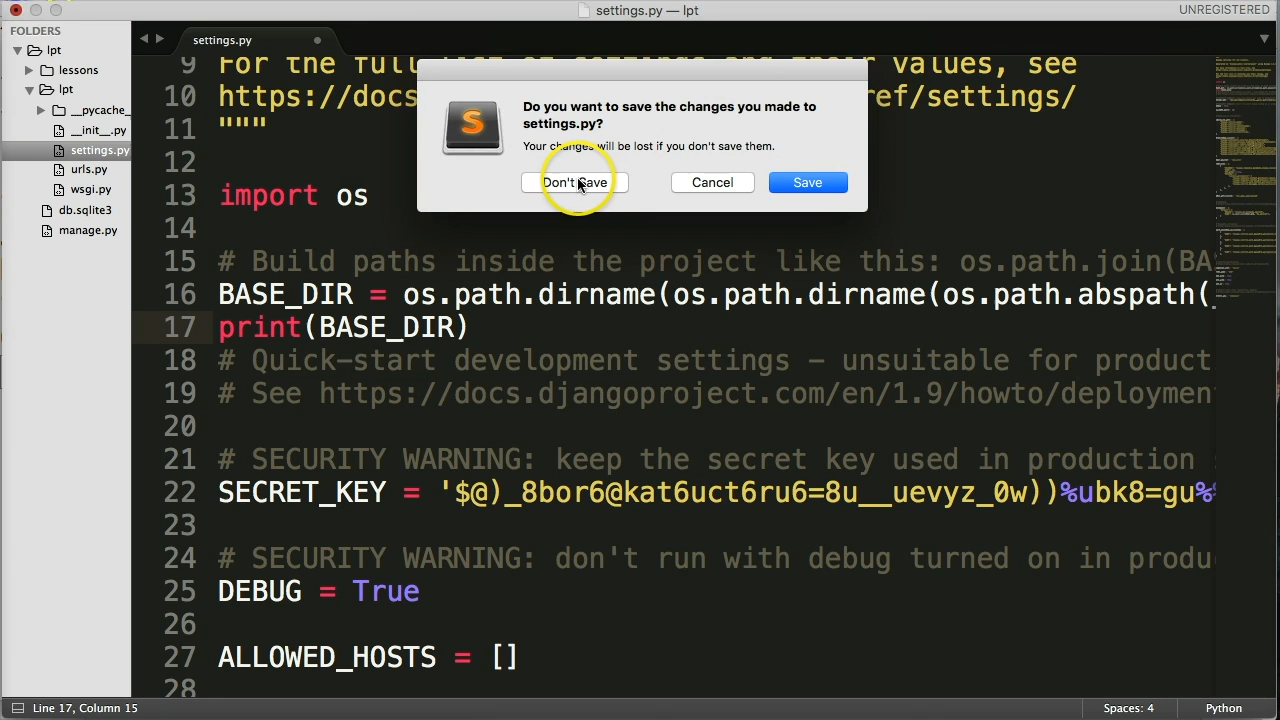 settings.py — lpt
UNREGISTERED
FOLDERS
lpt
lessons
lpt
__pycache_
__init__.py
settings.py
urls.py
wsgi.py
db.sqlite3
manage.py
settings.py
Do you want to save the changes you made to
settings.py?
Your changes will be lost if you don't save them.
Don't Save
Cancel
Save
9 For the full list of settings and their values, see
10 https://docs ref/settings/
11 """
12
13 import os
14
15 # Build paths inside the project like this: os.path.join(BA
16 BASE_DIR = os.path.dirname(os.path.dirname(os.path.abspath(_
17 print(BASE_DIR)
18 # Quick-start development settings - unsuitable for product
19 # See https://docs.djangoproject.com/en/1.9/howto/deploymen
20
21 # SECURITY WARNING: keep the secret key used in production
22 SECRET_KEY = '$@)_8bor6@kat6uct6ru6=8u__uevyz_0w))%ubk8=gu%
23
24 # SECURITY WARNING: don't run with debug turned on in produ
25 DEBUG = True
26
27 ALLOWED_HOSTS = []
28
Line 17, Column 15
Spaces: 4
Python